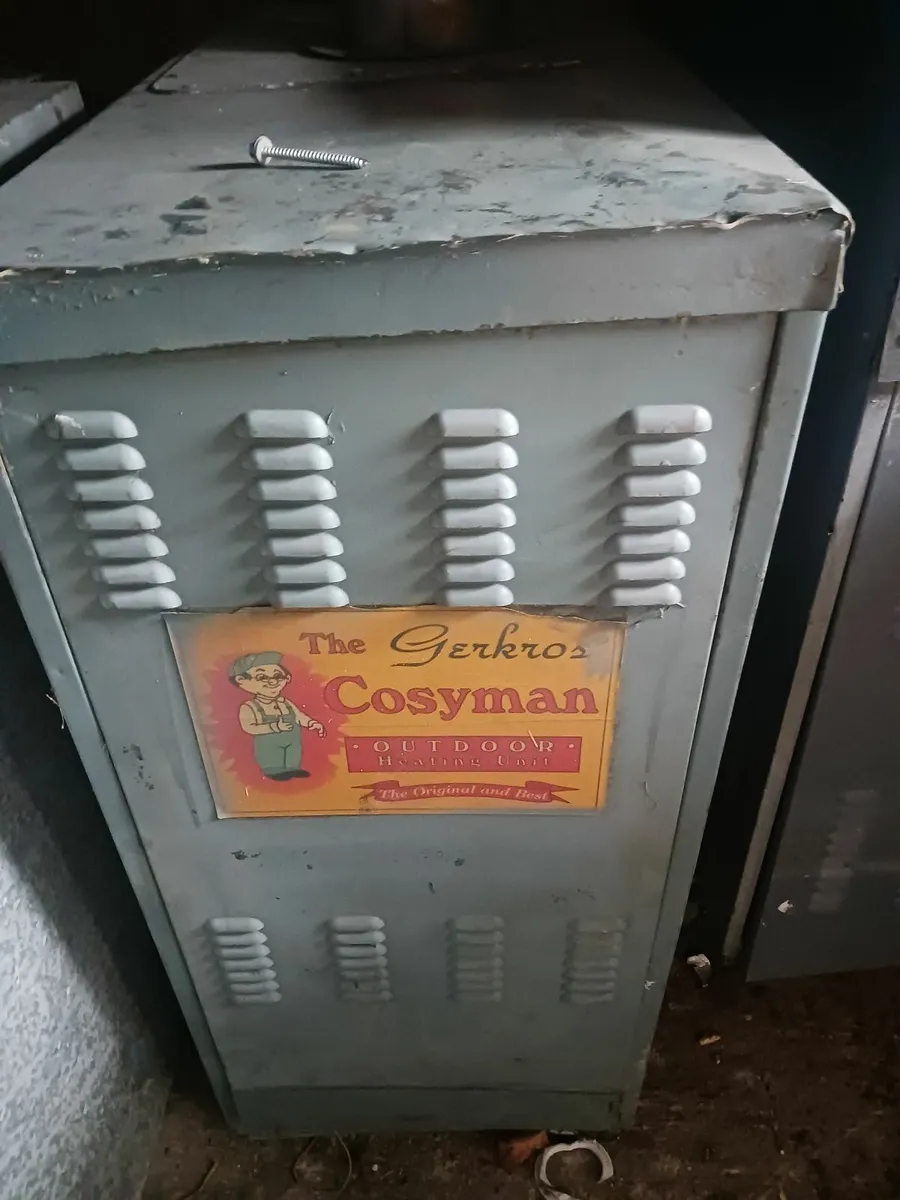 The Gerkros
Cosyman
· OUTDOOR ·
Heating Unit
The Original and Best